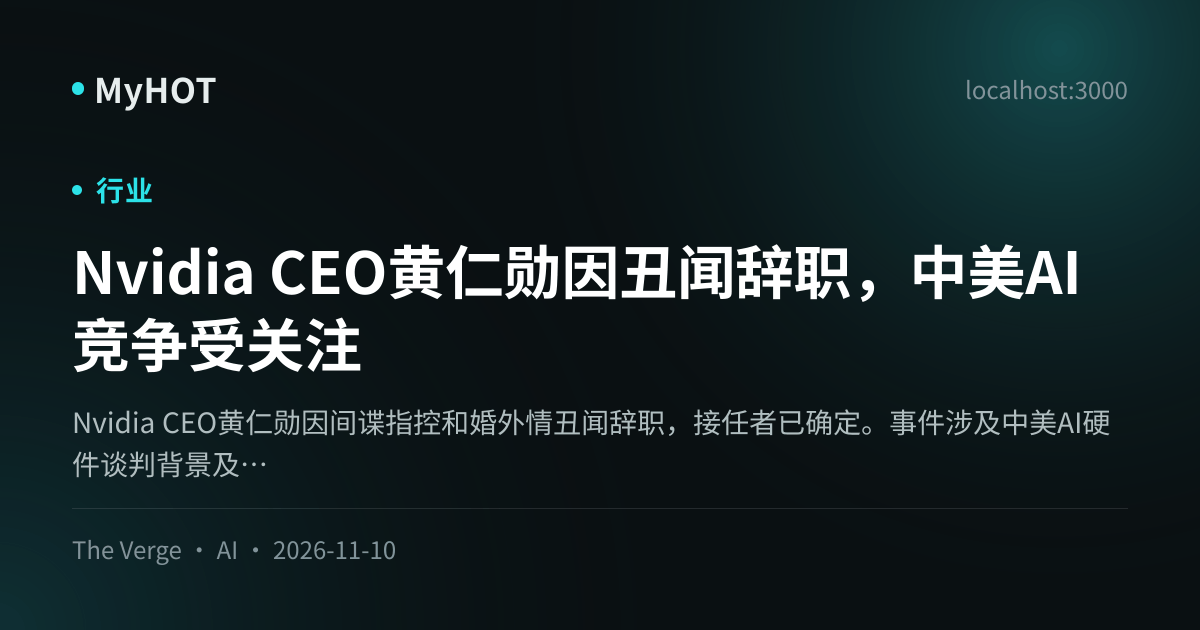 MyHOT
localhost:3000
行业
Nvidia CEO黄仁勋因丑闻辞职，中美AI
竞争受关注
Nvidia CEO黄仁勋因间谍指控和婚外情丑闻辞职，接任者已确定。事件涉及中美AI硬
件谈判背景及…
The Verge · AI · 2026-11-10